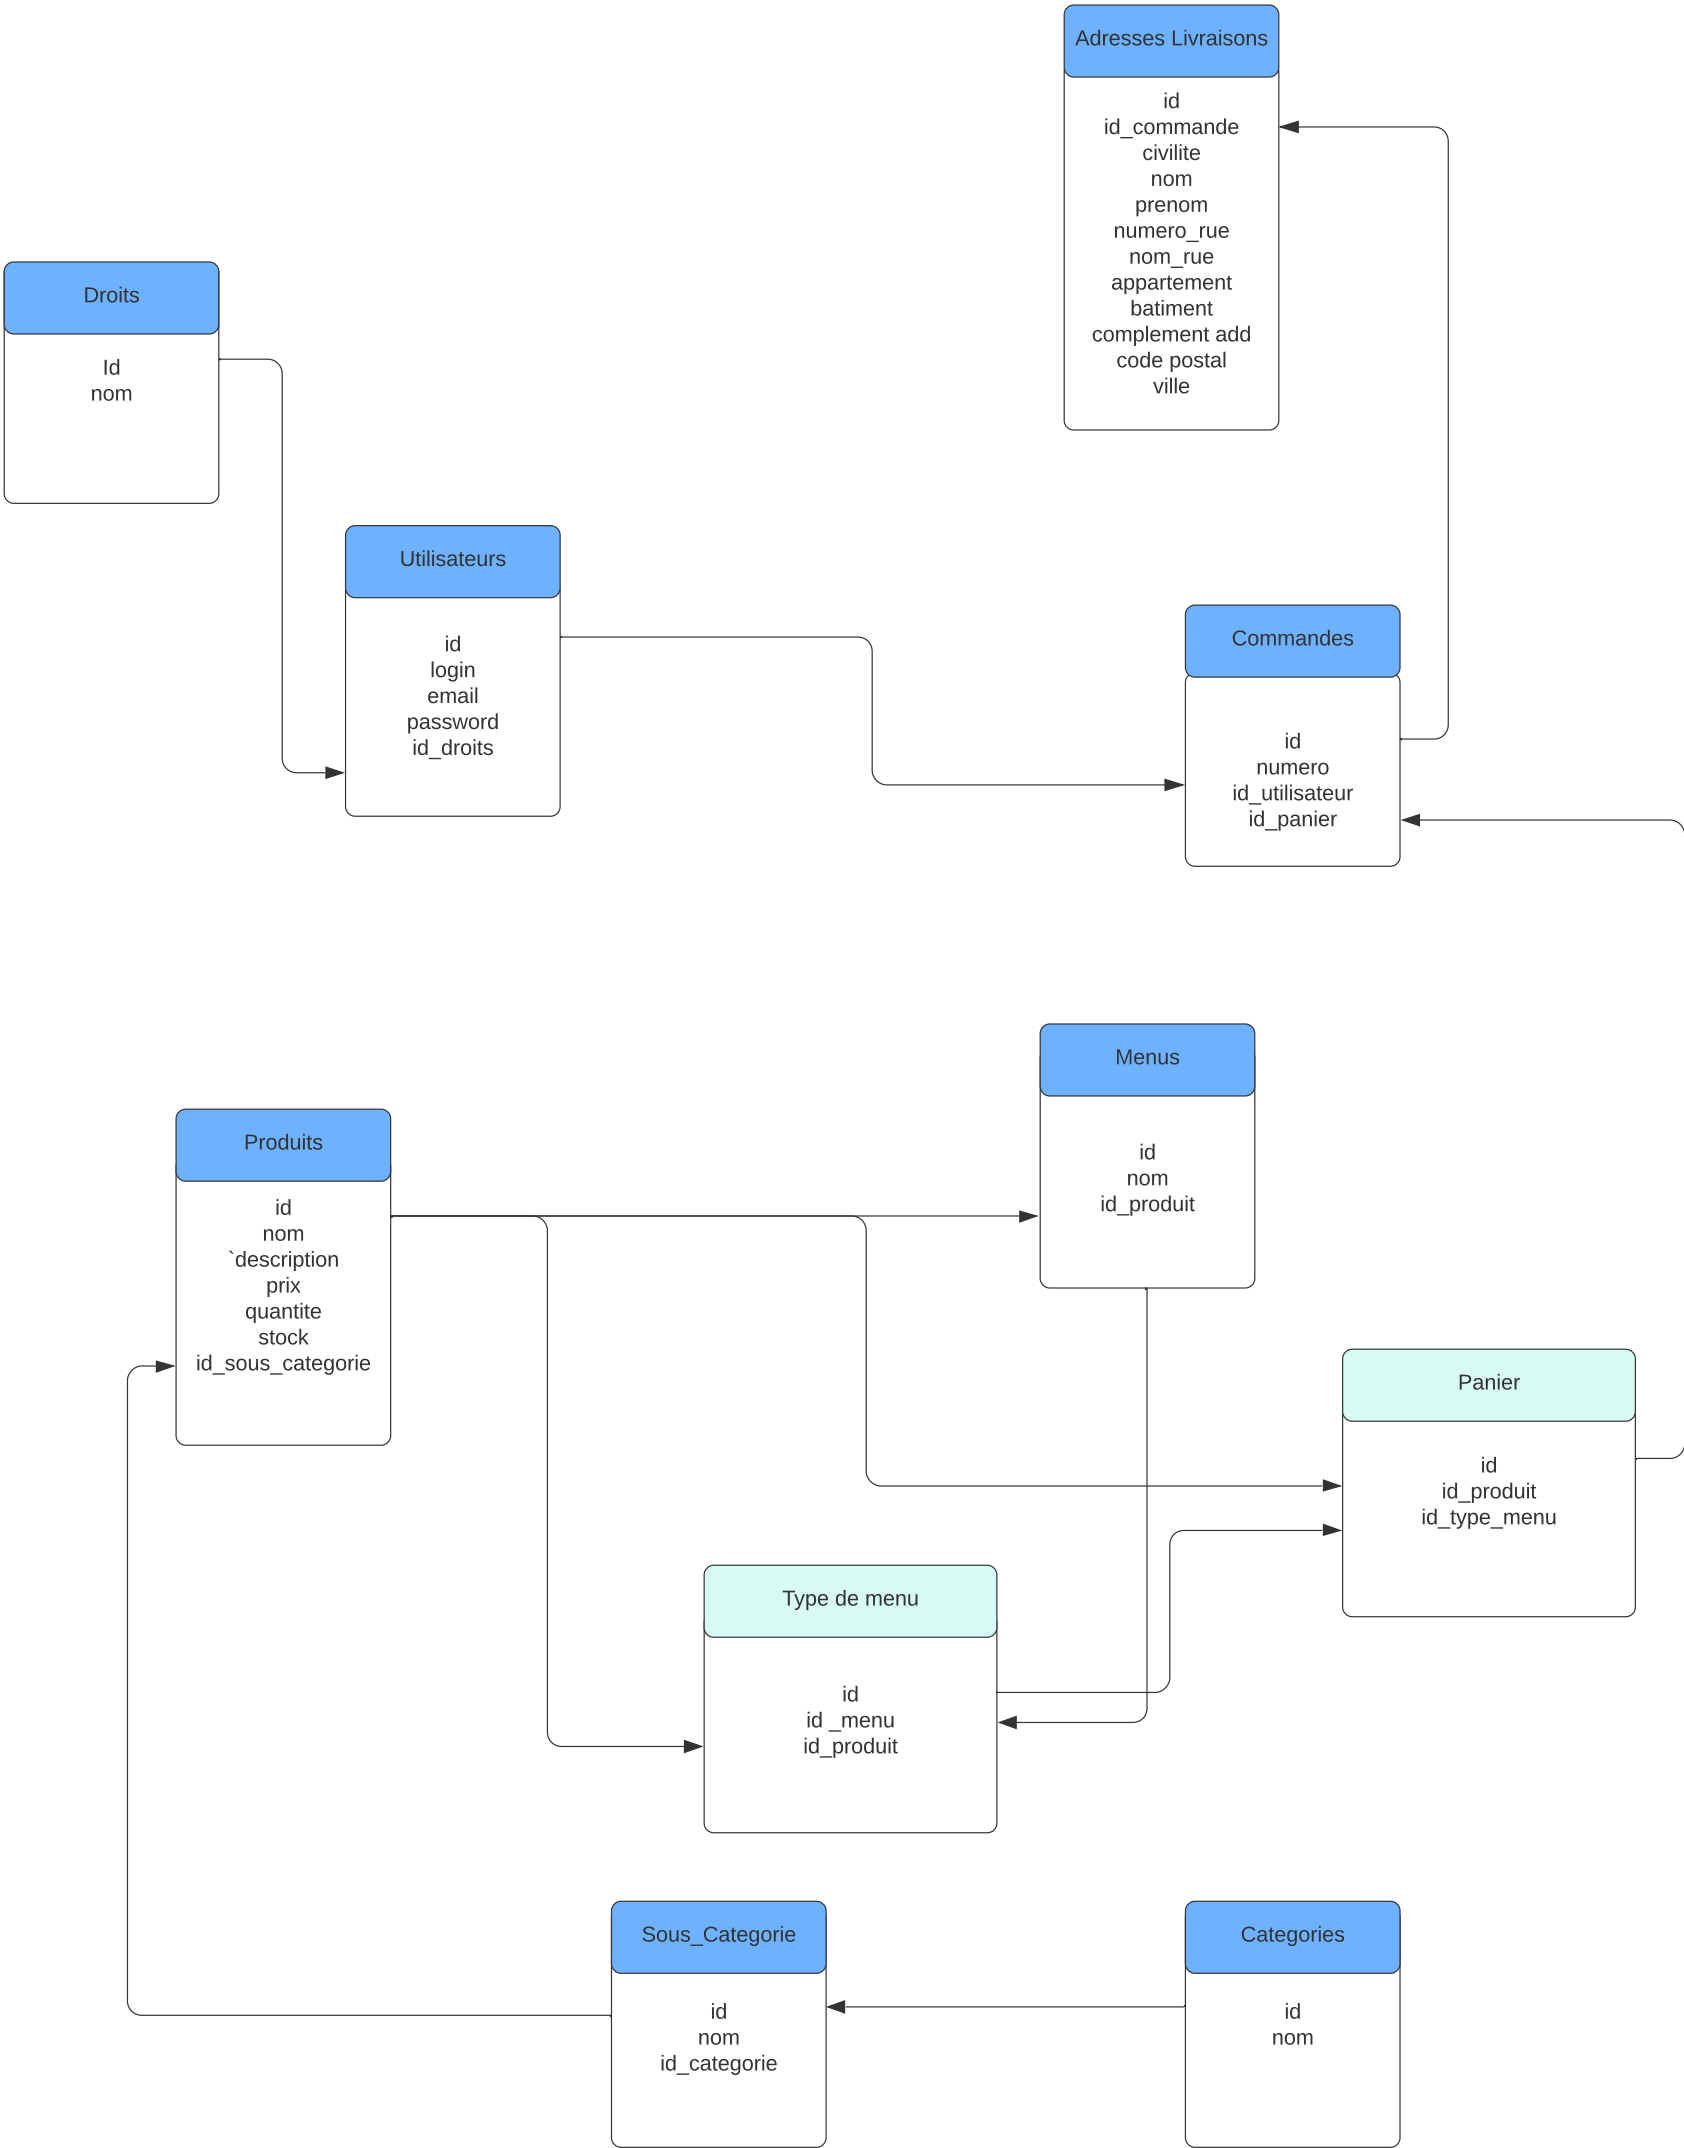 Adresses Livraisons
id
id_commande
civilite
nom
prenom
numero_rue
nom_rue
appartement
batiment
complement add
code postal
ville
Droits
Id
nom
Utilisateurs
id
login
email
password
id_droits
Commandes
id
numero
id_utilisateur
id_panier
Menus
id
nom
id_produit
Produits
id
nom
`description
prix
quantite
stock
id_sous_categorie
Panier
id
id_produit
id_type_menu
Type de menu
id
id _menu
id_produit
Sous_Categorie
id
nom
id_categorie
Categories
id
nom